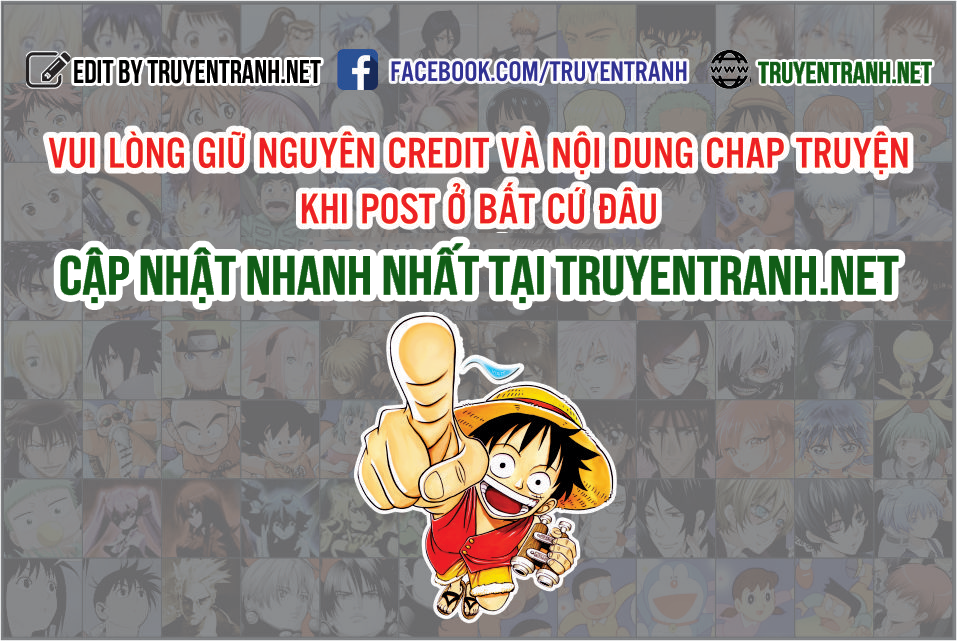 EDIT BY TRUYENTRANH.NET
FACEBOOK.COM/TRUYENTRANH
WWW
TRUYENTRANH.NET
VUI LÒNG GIỮ NGUYÊN CREDIT VÀ NỘI DUNG CHAP TRUYỆN
KHI POST Ở BẤT CỨ ĐÂU
CẬP NHẬT NHANH NHẤT TẠI TRUYENTRANH.NET